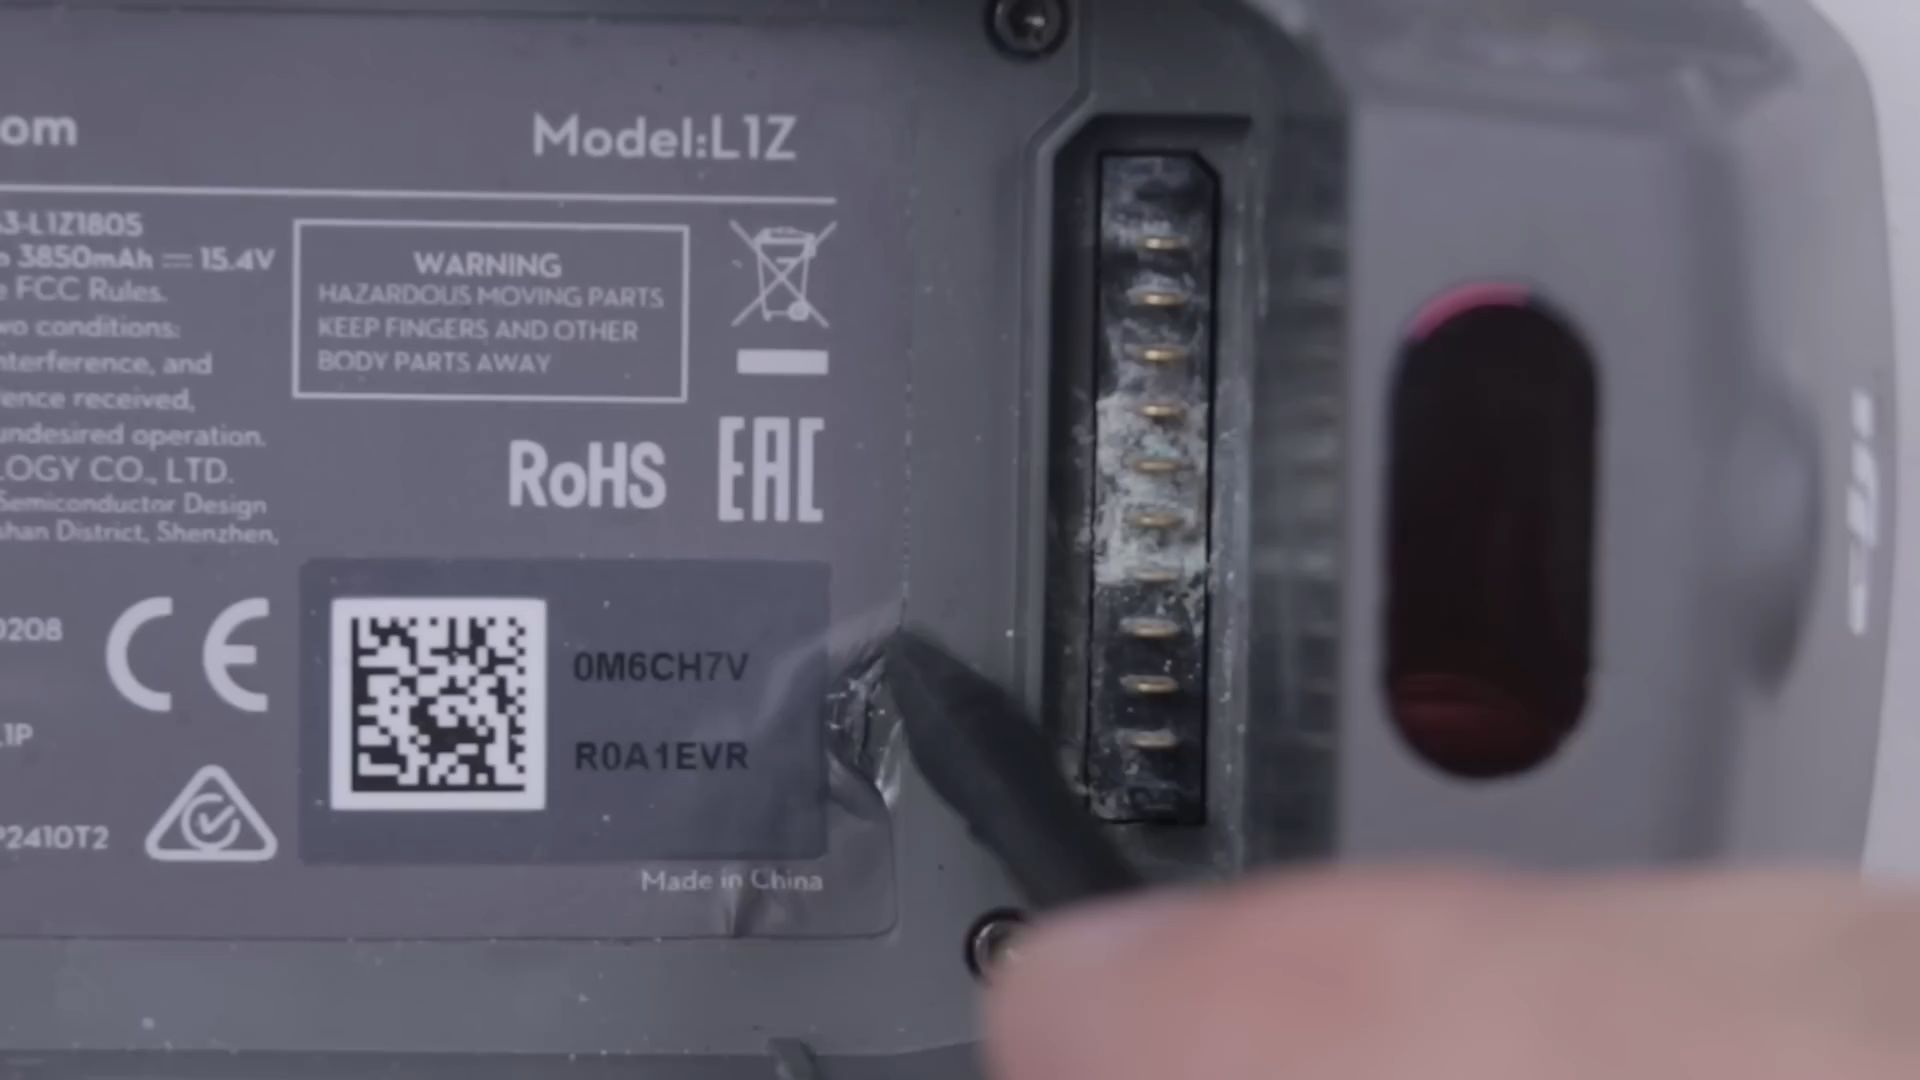 om
Model:L1Z
3-L1Z1805
3850mAh ⎓ 15.4V
FCC Rules.
wo conditions:
nterference, and
ence received,
undesired operation.
LOGY CO., LTD.
Semiconductor Design
shan District, Shenzhen,
WARNING
HAZARDOUS MOVING PARTS
KEEP FINGERS AND OTHER
BODY PARTS AWAY
RoHS
EAC
0208
CE
0M6CH7V
1P
R0A1EVR
P2410T2
Made in China